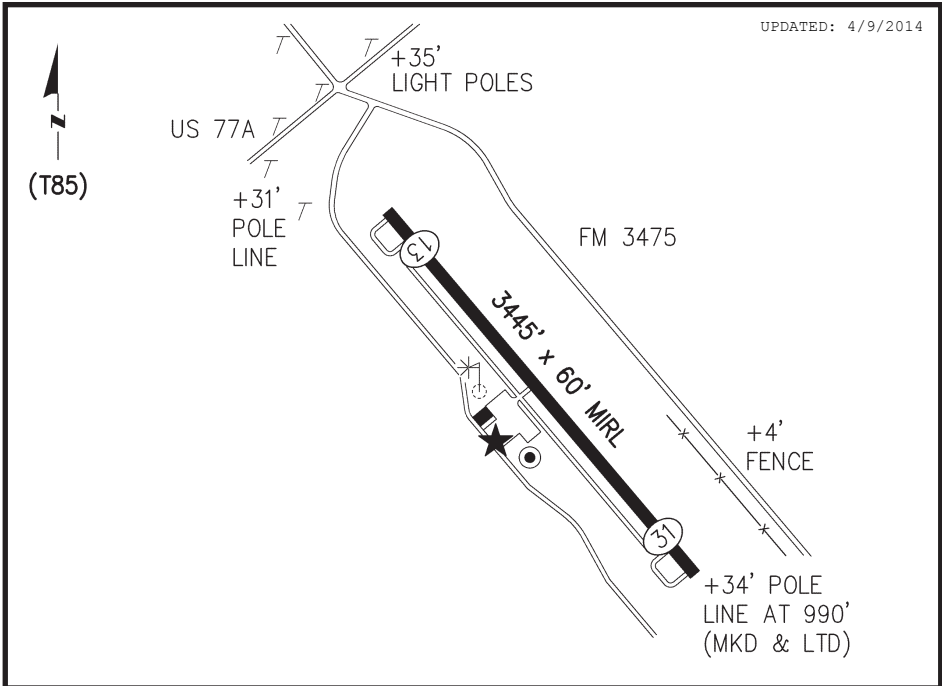 UPDATED: 4/9/2014
+35'
LIGHT POLES
US 77A
N
(T85)
+31'
POLE
LINE
FM 3475
13
3445' x 60' MIRL
+4'
FENCE
31
+34' POLE
LINE AT 990'
(MKD & LTD)